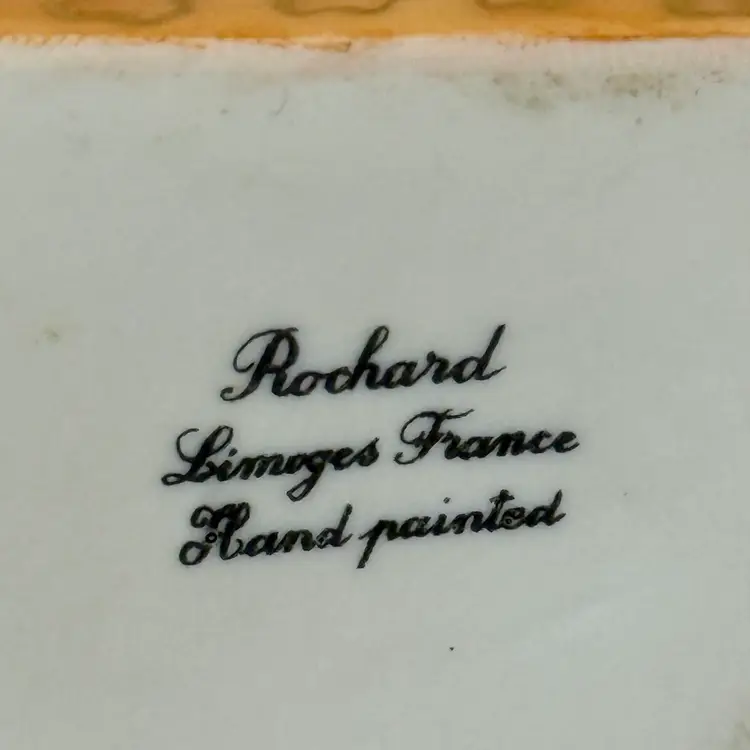 Rochard
Limoges France
Hand painted